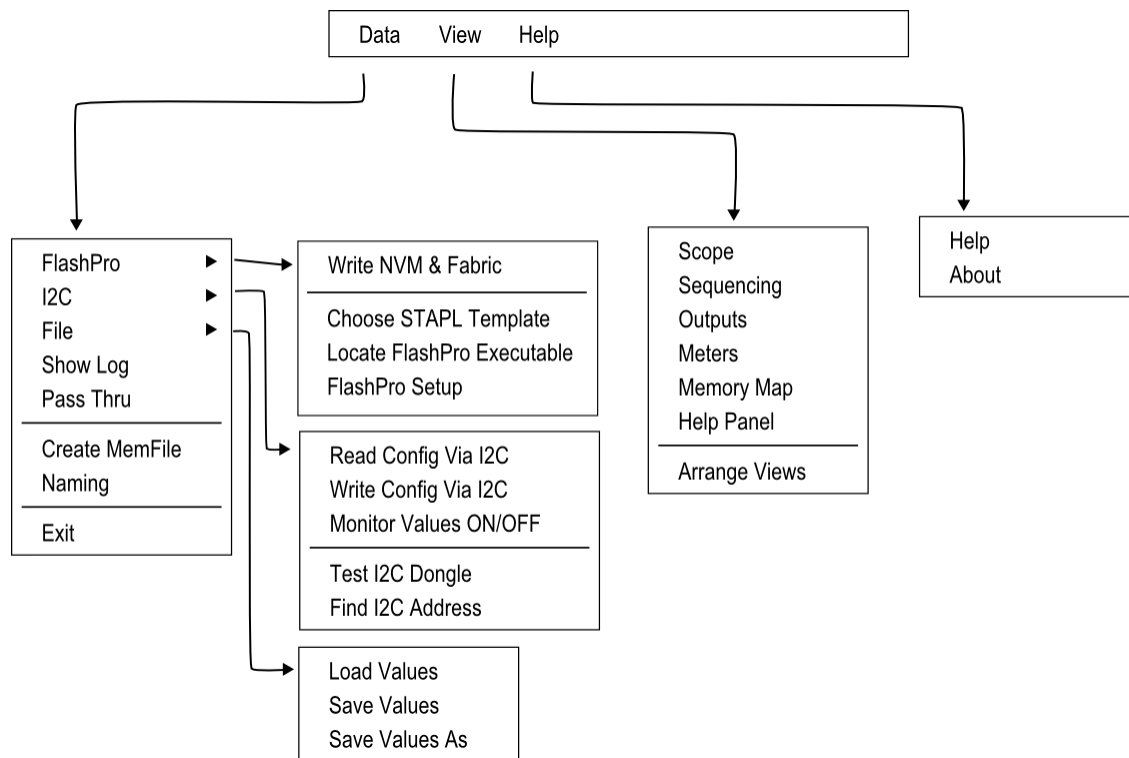 Data View Help
FlashPro
I2C
File
Show Log
Pass Thru
Create MemFile
Naming
Exit
Write NVM & Fabric
Choose STAPL Template
Locate FlashPro Executable
FlashPro Setup
Read Config Via I2C
Write Config Via I2C
Monitor Values ON/OFF
Test I2C Dongle
Find I2C Address
Load Values
Save Values
Save Values As
Scope
Sequencing
Outputs
Meters
Memory Map
Help Panel
Arrange Views
Help
About